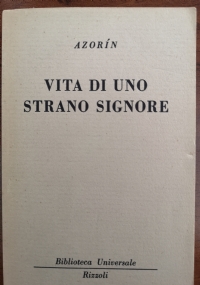 AZORÍN
VITA DI UNO
STRANO SIGNORE
Biblioteca Universale
Rizzoli